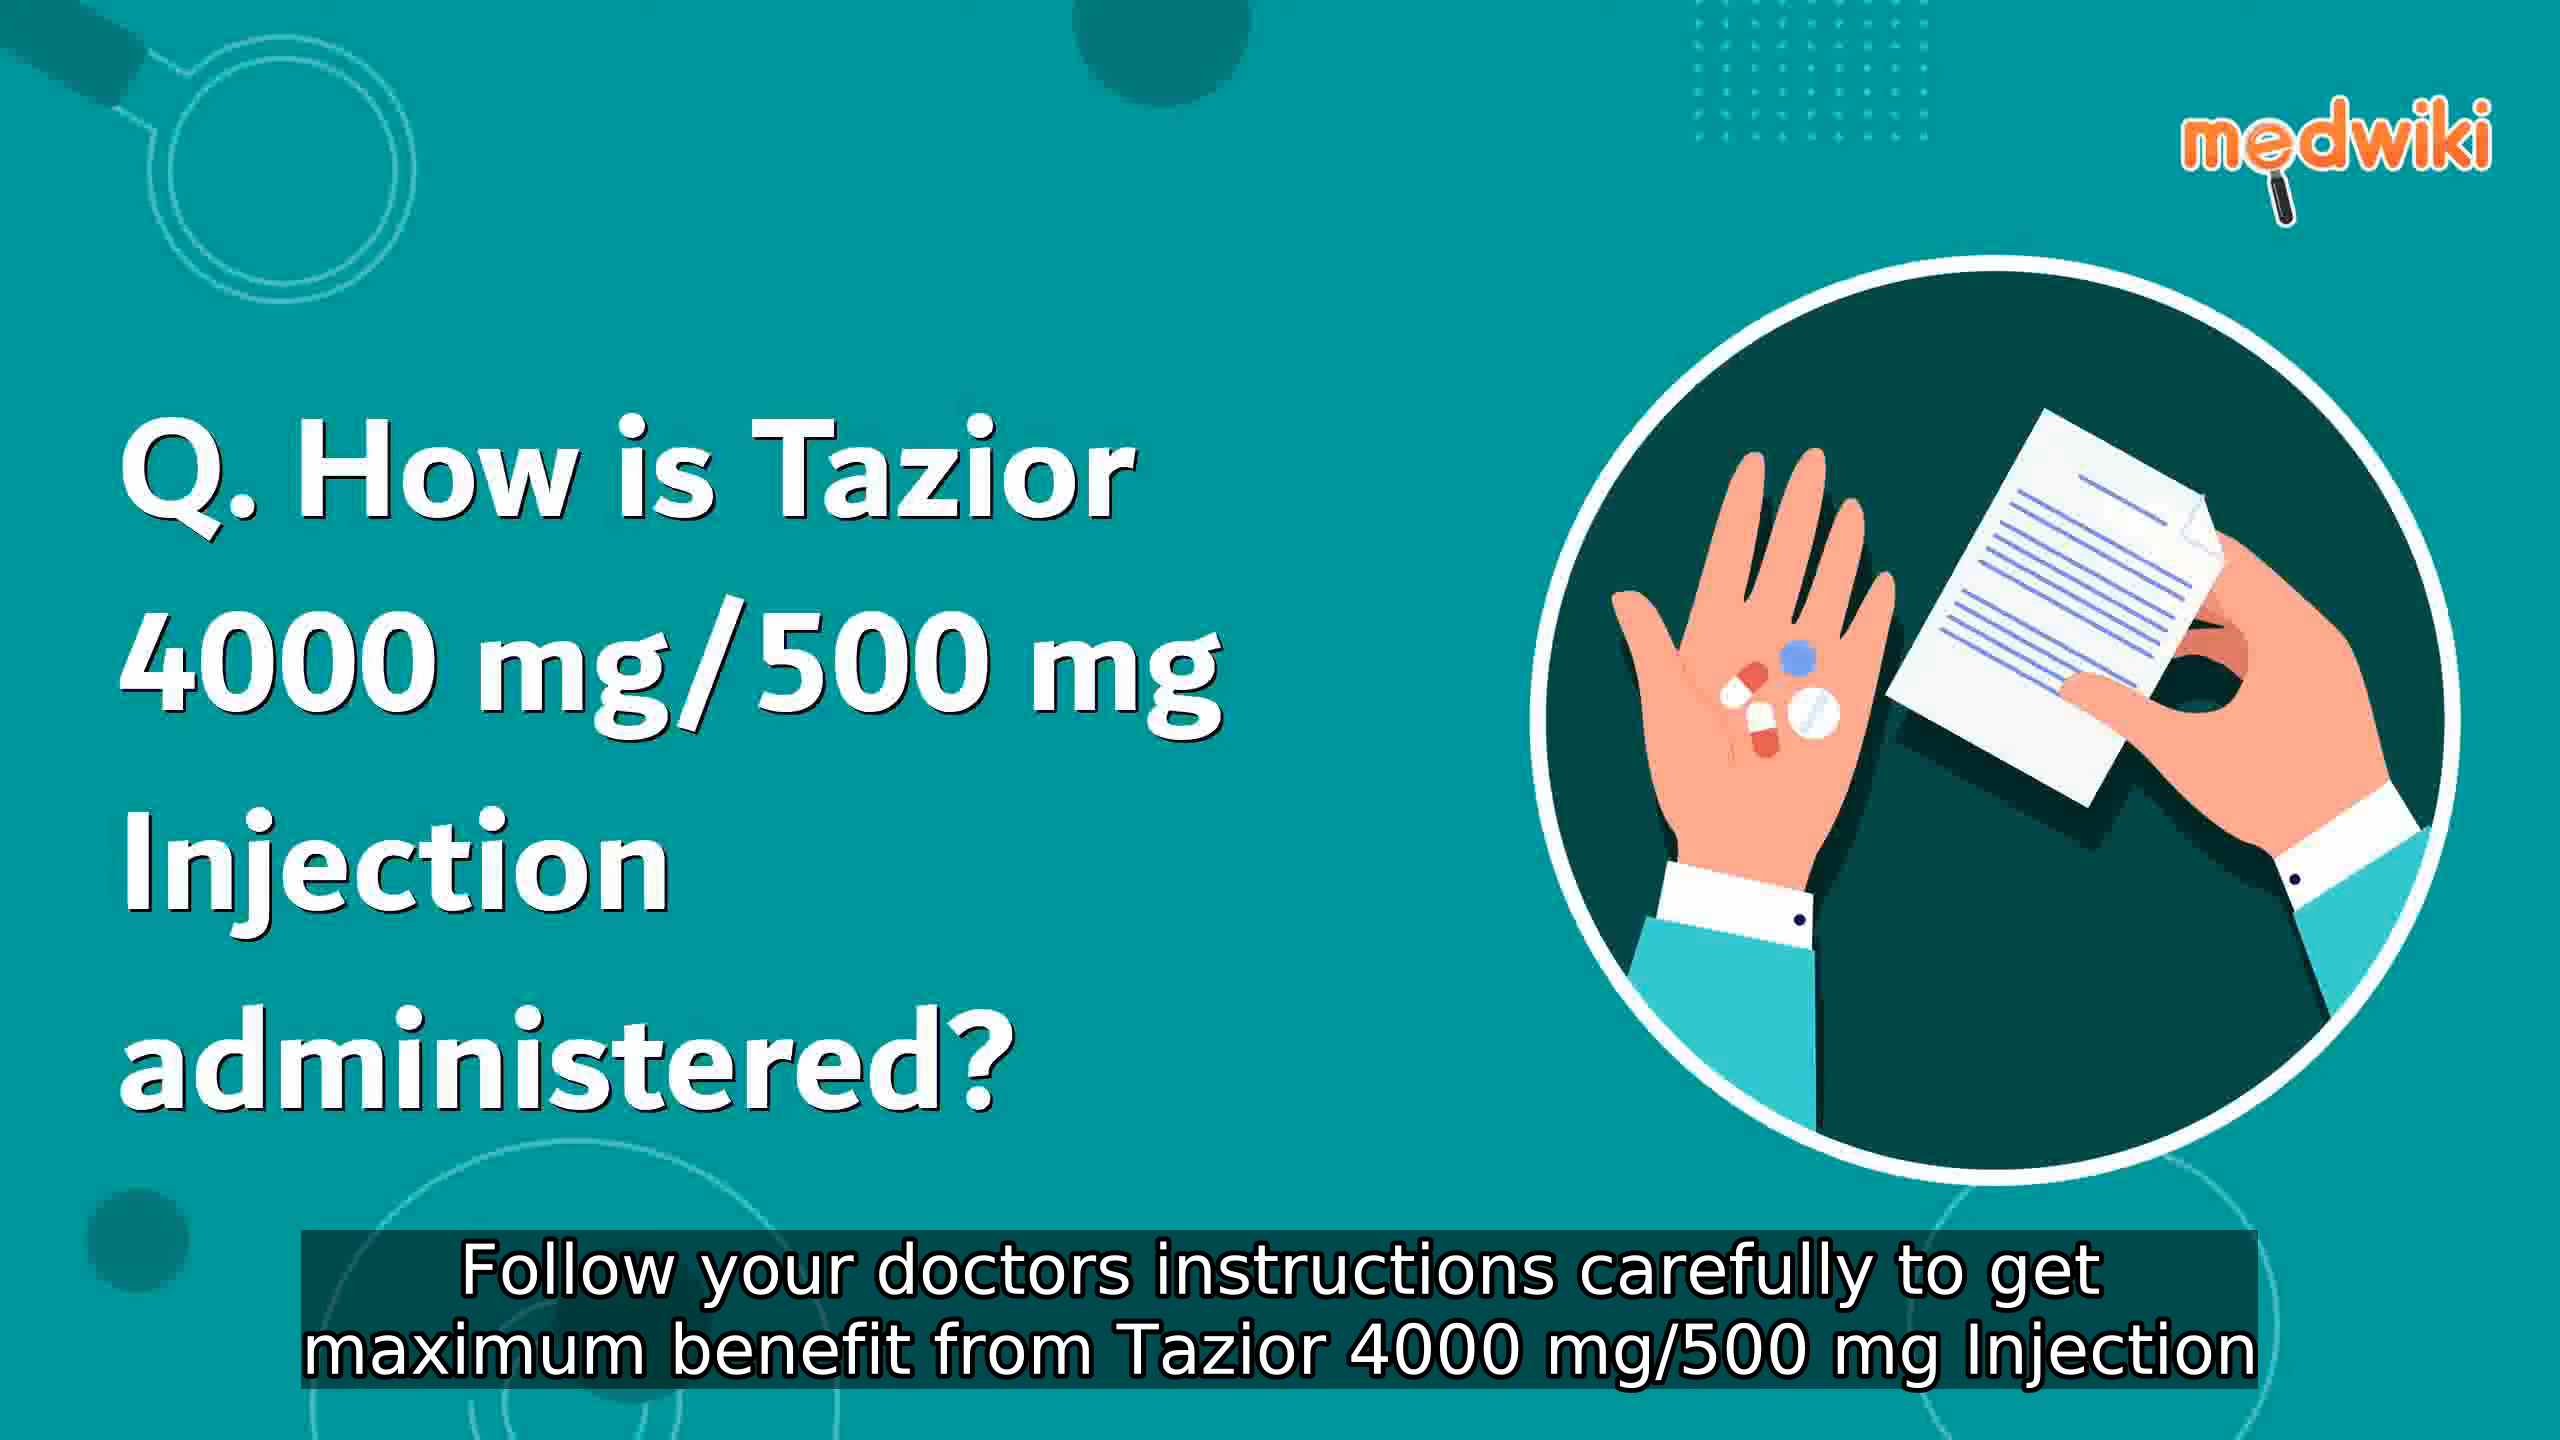 medwiki
Q. How is Tazior
4000 mg/500 mg
Injection
administered?
Follow your doctors instructions carefully to get
maximum benefit from Tazior 4000 mg/500 mg Injection